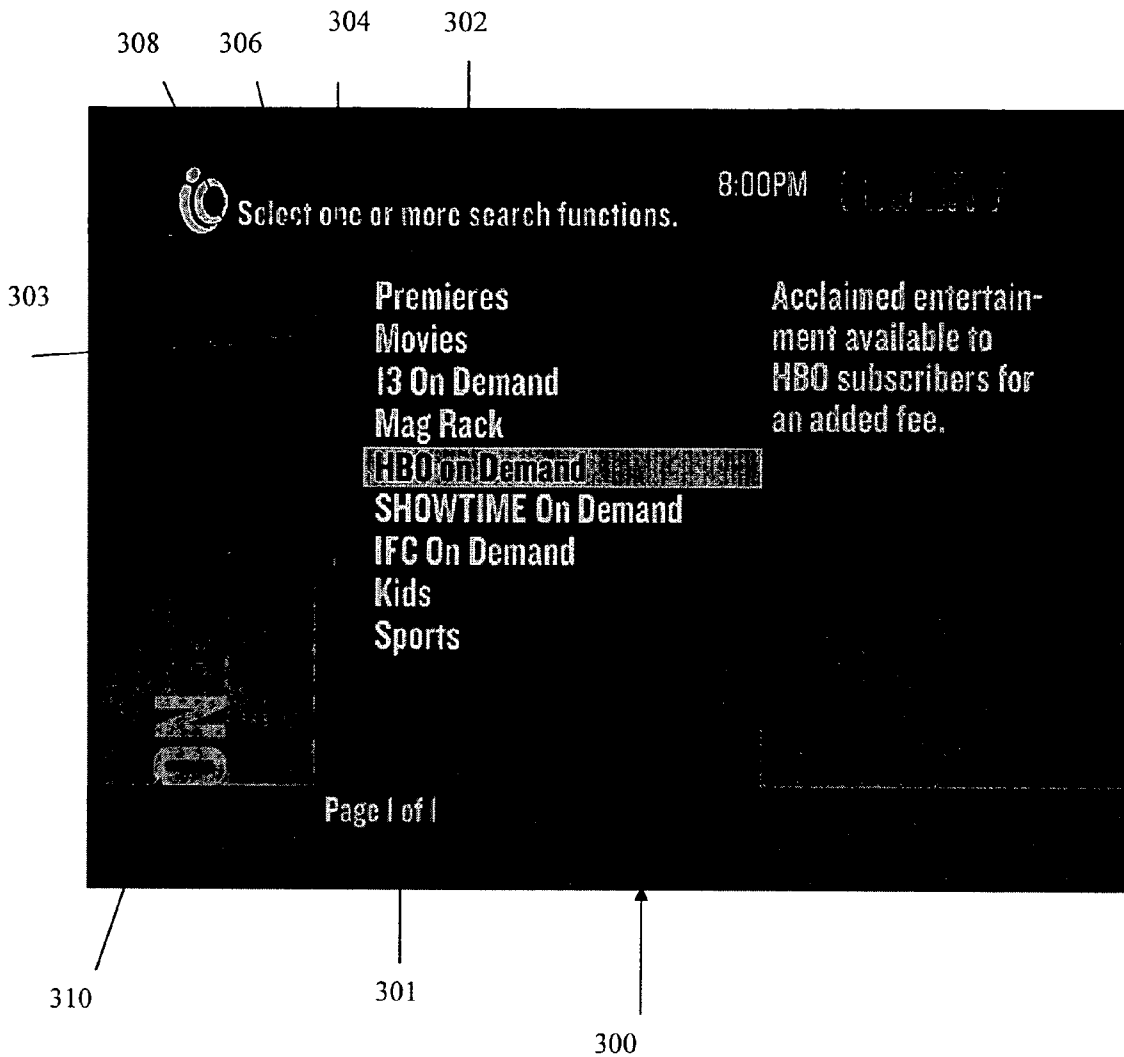 304 302
308 306
8:00PM
Select one or more search functions.
303
Premieres
Movies
13 On Demand
Mag Rack
HBO on Demand
SHOWTIME On Demand
IFC On Demand
Kids
Sports
Acclaimed entertain-
ment available to
HBO subscribers for
an added fee.
ON
Page 1 of 1
310 301
300